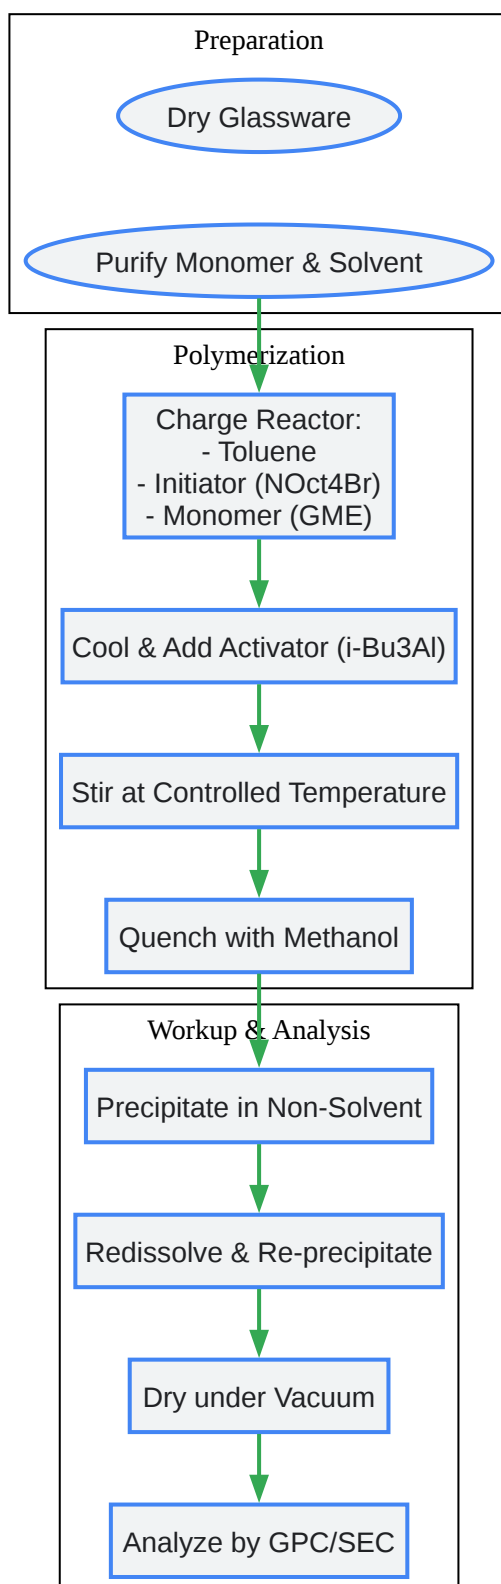 Preparation
Dry Glassware
Purify Monomer & Solvent
Polymerization
Charge Reactor:
- Toluene
- Initiator (NOct4Br)
- Monomer (GME)
Cool & Add Activator (i-Bu3Al)
Stir at Controlled Temperature
Quench with Methanol
Workup & Analysis
Precipitate in Non-Solvent
Redissolve & Re-precipitate
Dry under Vacuum
Analyze by GPC/SEC